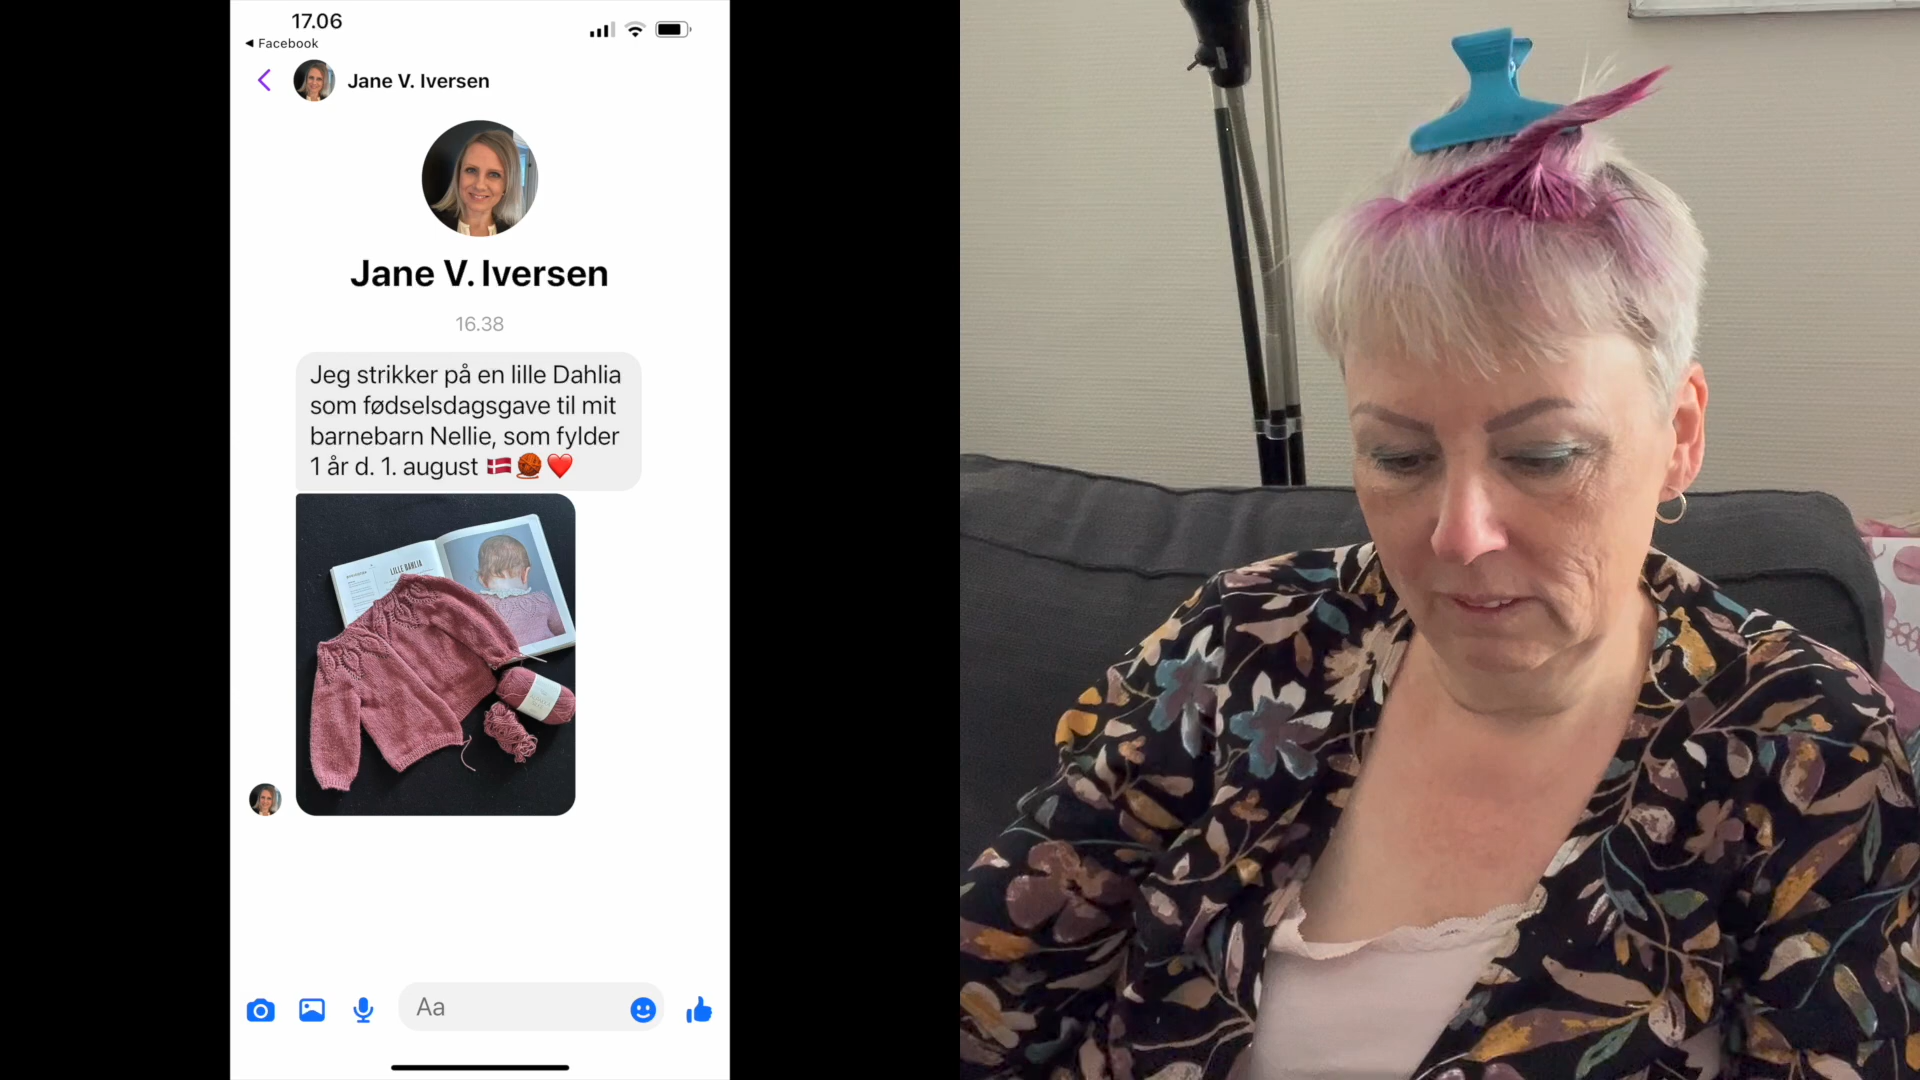 17.06
◄ Facebook
Jane V. Iversen
Jane V. Iversen
16.38
Jeg strikker på en lille Dahlia
som fødselsdagsgave til mit
barnebarn Nellie, som fylder
1 år d. 1. august 🇩🇰🧶❤️
LILLE DAHLIA
Aa